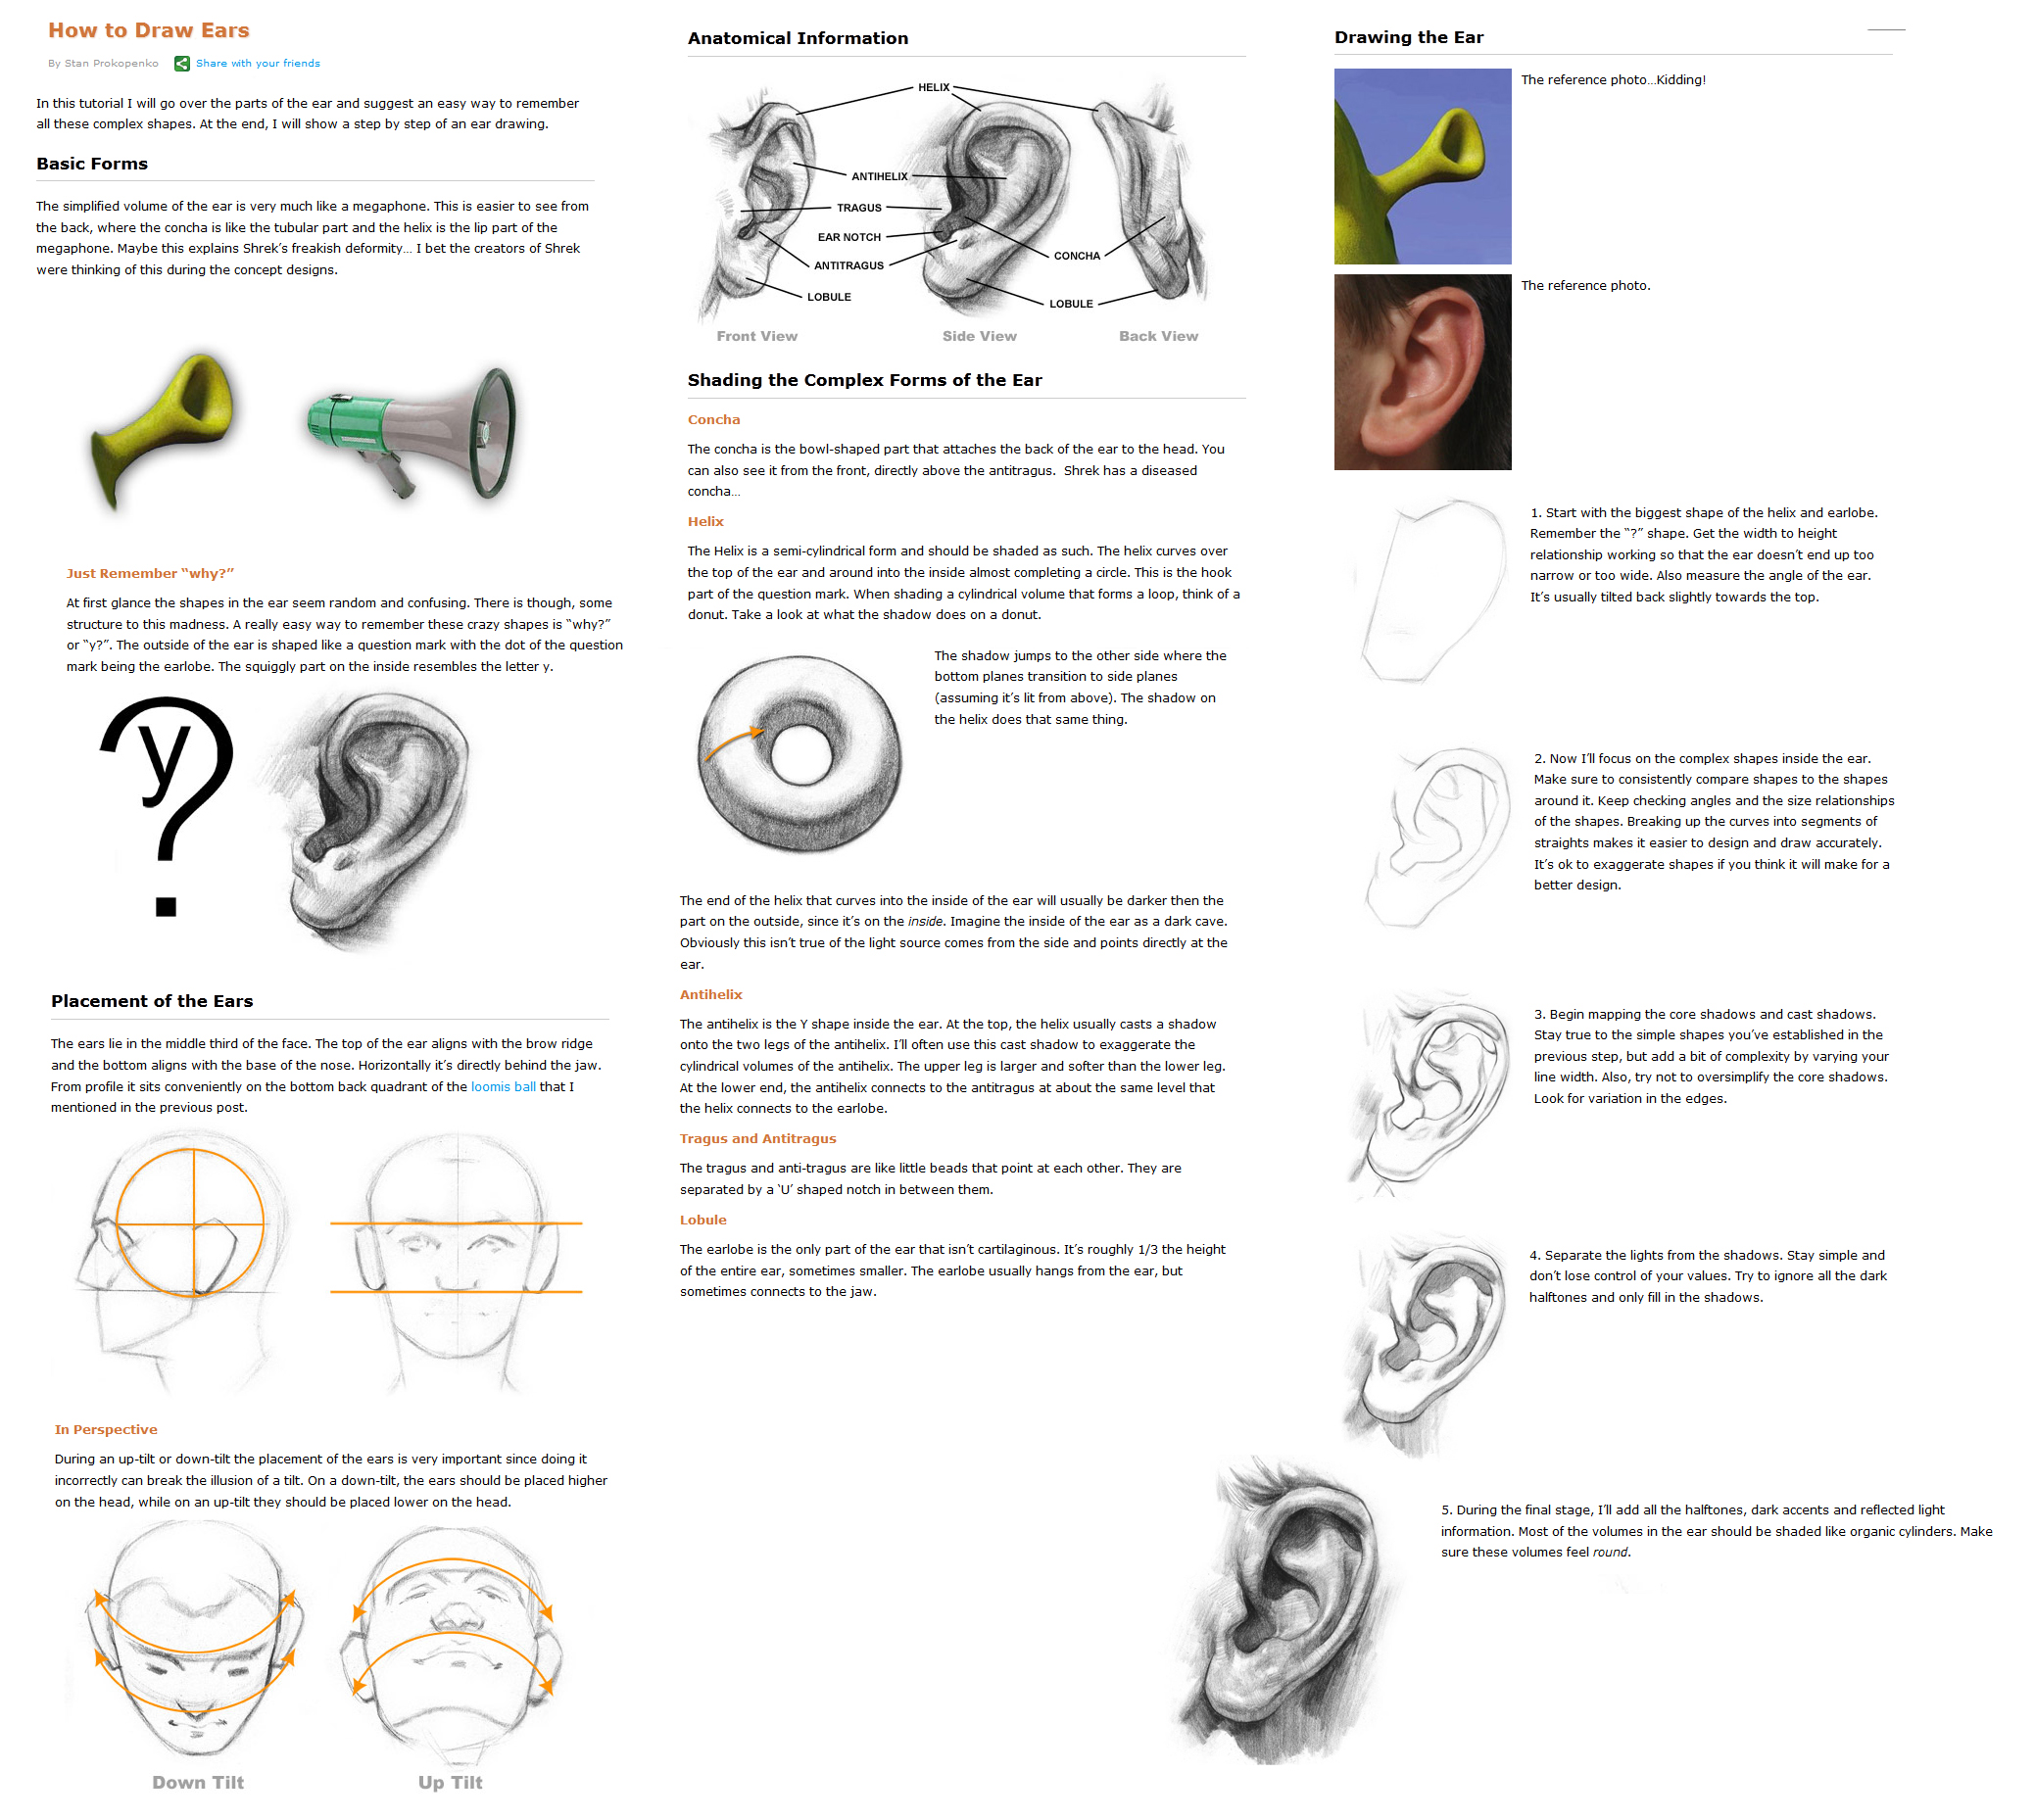 How to Draw Ears
By Stan Prokopenko Share with your friends
In this tutorial I will go over the parts of the ear and suggest an easy way to remember
all these complex shapes. At the end, I will show a step by step of an ear drawing.
Basic Forms
The simplified volume of the ear is very much like a megaphone. This is easier to see from
the back, where the concha is like the tubular part and the helix is the lip part of the
megaphone. Maybe this explains Shrek's freakish deformity... I bet the creators of Shrek
were thinking of this during the concept designs.
Just Remember "why?"
At first glance the shapes in the ear seem random and confusing. There is though, some
structure to this madness. A really easy way to remember these crazy shapes is "why?"
or "y?". The outside of the ear is shaped like a question mark with the dot of the question
mark being the earlobe. The squiggly part on the inside resembles the letter y.
?
y
Placement of the Ears
The ears lie in the middle third of the face. The top of the ear aligns with the brow ridge
and the bottom aligns with the base of the nose. Horizontally it's directly behind the jaw.
From profile it sits conveniently on the bottom back quadrant of the loomis ball that I
mentioned in the previous post.
In Perspective
During an up-tilt or down-tilt the placement of the ears is very important since doing it
incorrectly can break the illusion of a tilt. On a down-tilt, the ears should be placed higher
on the head, while on an up-tilt they should be placed lower on the head.
Down Tilt
Up Tilt
Anatomical Information
HELIX
ANTIHELIX
TRAGUS
EAR NOTCH
CONCHA
ANTITRAGUS
LOBULE
LOBULE
Front View
Side View
Back View
Shading the Complex Forms of the Ear
Concha
The concha is the bowl-shaped part that attaches the back of the ear to the head. You
can also see it from the front, directly above the antitragus. Shrek has a diseased
concha...
Helix
The Helix is a semi-cylindrical form and should be shaded as such. The helix curves over
the top of the ear and around into the inside almost completing a circle. This is the hook
part of the question mark. When shading a cylindrical volume that forms a loop, think of a
donut. Take a look at what the shadow does on a donut.
The shadow jumps to the other side where the
bottom planes transition to side planes
(assuming it's lit from above). The shadow on
the helix does that same thing.
The end of the helix that curves into the inside of the ear will usually be darker then the
part on the outside, since it's on the inside. Imagine the inside of the ear as a dark cave.
Obviously this isn't true of the light source comes from the side and points directly at the
ear.
Antihelix
The antihelix is the Y shape inside the ear. At the top, the helix usually casts a shadow
onto the two legs of the antihelix. I'll often use this cast shadow to exaggerate the
cylindrical volumes of the antihelix. The upper leg is larger and softer than the lower leg.
At the lower end, the antihelix connects to the antitragus at about the same level that
the helix connects to the earlobe.
Tragus and Antitragus
The tragus and anti-tragus are like little beads that point at each other. They are
separated by a 'U' shaped notch in between them.
Lobule
The earlobe is the only part of the ear that isn't cartilaginous. It's roughly 1/3 the height
of the entire ear, sometimes smaller. The earlobe usually hangs from the ear, but
sometimes connects to the jaw.
Drawing the Ear
The reference photo...Kidding!
The reference photo.
1. Start with the biggest shape of the helix and earlobe.
Remember the "?" shape. Get the width to height
relationship working so that the ear doesn't end up too
narrow or too wide. Also measure the angle of the ear.
It's usually tilted back slightly towards the top.
2. Now I'll focus on the complex shapes inside the ear.
Make sure to consistently compare shapes to the shapes
around it. Keep checking angles and the size relationships
of the shapes. Breaking up the curves into segments of
straights makes it easier to design and draw accurately.
It's ok to exaggerate shapes if you think it will make for a
better design.
3. Begin mapping the core shadows and cast shadows.
Stay true to the simple shapes you've established in the
previous step, but add a bit of complexity by varying your
line width. Also, try not to oversimplify the core shadows.
Look for variation in the edges.
4. Separate the lights from the shadows. Stay simple and
don't lose control of your values. Try to ignore all the dark
halftones and only fill in the shadows.
5. During the final stage, I'll add all the halftones, dark accents and reflected light
information. Most of the volumes in the ear should be shaded like organic cylinders. Make
sure these volumes feel round.